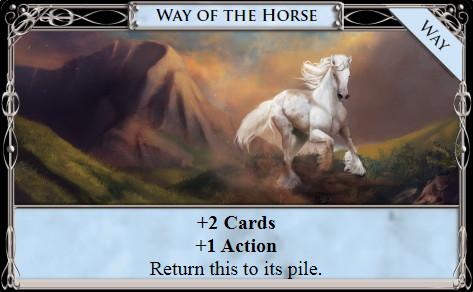 WAY OF THE HORSE
WAY
+2 Cards
+1 Action
Return this to its pile.